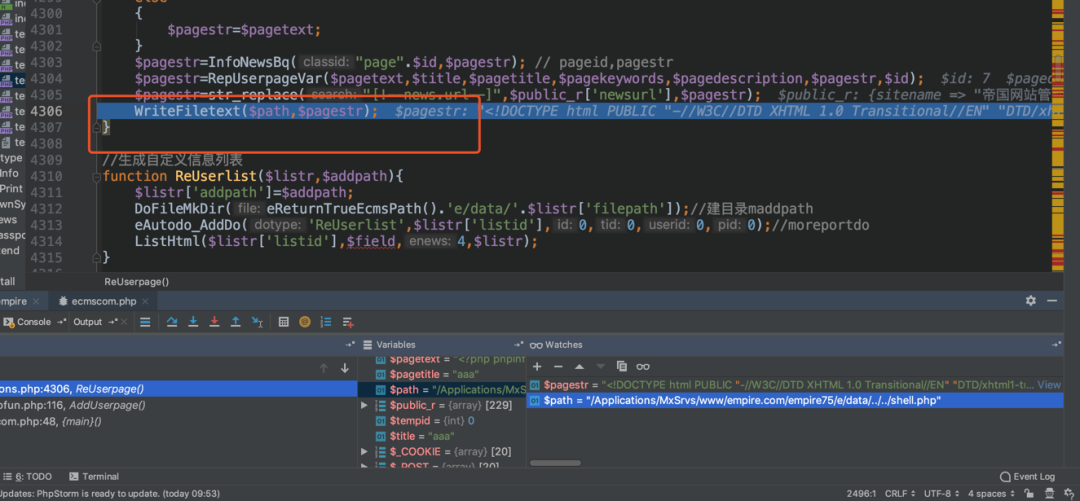 4300 {
4301 $pagestr=$pagetext;
4302 }
4303 $pagestr=InfoNewsBq( classid: "page".$id,$pagestr); // pageid,pagestr
4304 $pagestr=RepUserpageVar($pagetext,$title,$pagetitle,$pagekeywords,$pagedescription,$pagestr,$id); $id: 7
4305 $pagestr=str_replace( search: "[!--news.url--]",$public_r['newsurl'],$pagestr); $public_r: {sitename => "帝国网站管
4306 WriteFiletext($path,$pagestr); $pagestr: "<!DOCTYPE html PUBLIC "-//W3C//DTD XHTML 1.0 Transitional//EN" "DTD/xh
4307 }
4308
4309 //生成自定义信息列表
4310 function ReUserlist($listr,$addpath){
4311 $listr['addpath']=$addpath;
4312 DoFileMkDir( file: eReturnTrueEcmsPath().'e/data/'.$listr['filepath']);//建目录maddpath
4313 eAutodo_AddDo( dotype: 'ReUserlist',$listr['listid'], id: 0, tid: 0, userid: 0, pid: 0);//moreportdo
4314 ListHtml($listr['listid'],$field, enews: 4,$listr);
4315 }
ReUserpage()
empire ecmscom.php
Console Output
Variables Watches
ons.php:4306, ReUserpage()
ofun.php:116, AddUserpage()
com.php:48, {main}()
$pagetext = "<?php phpinf
$pagetitle = "aaa"
$path = "/Applications/MxSr
$public_r = {array} [229]
$tempid = {int} 0
$title = "aaa"
$_COOKIE = {array} [20]
$_POST = {array} [20]
$pagestr = "<!DOCTYPE html PUBLIC "-//W3C//DTD XHTML 1.0 Transitional//EN" "DTD/xhtml1-tr... View
$path = "/Applications/MxSrvs/www/empire.com/empire75/e/data/../../shell.php"
6: TODO Terminal Event Log
Updates: PhpStorm is ready to update. (today 09:53) 2496:1 CRLF UTF-8 4 spaces